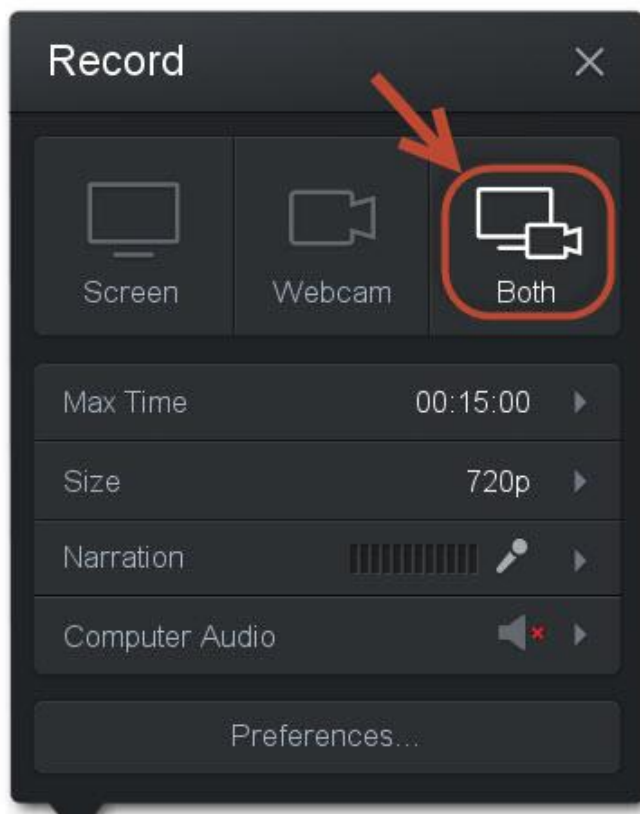 Record
Screen Webcam Both
Max Time 00:15:00
Size 720p
Narration
Computer Audio
Preferences...